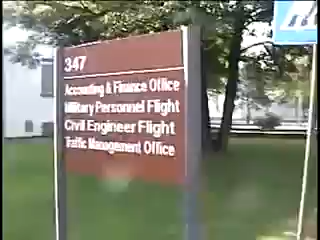 347
Accounting & Finance Office
Military Personnel Flight
Civil Engineer Flight
Traffic Management Office